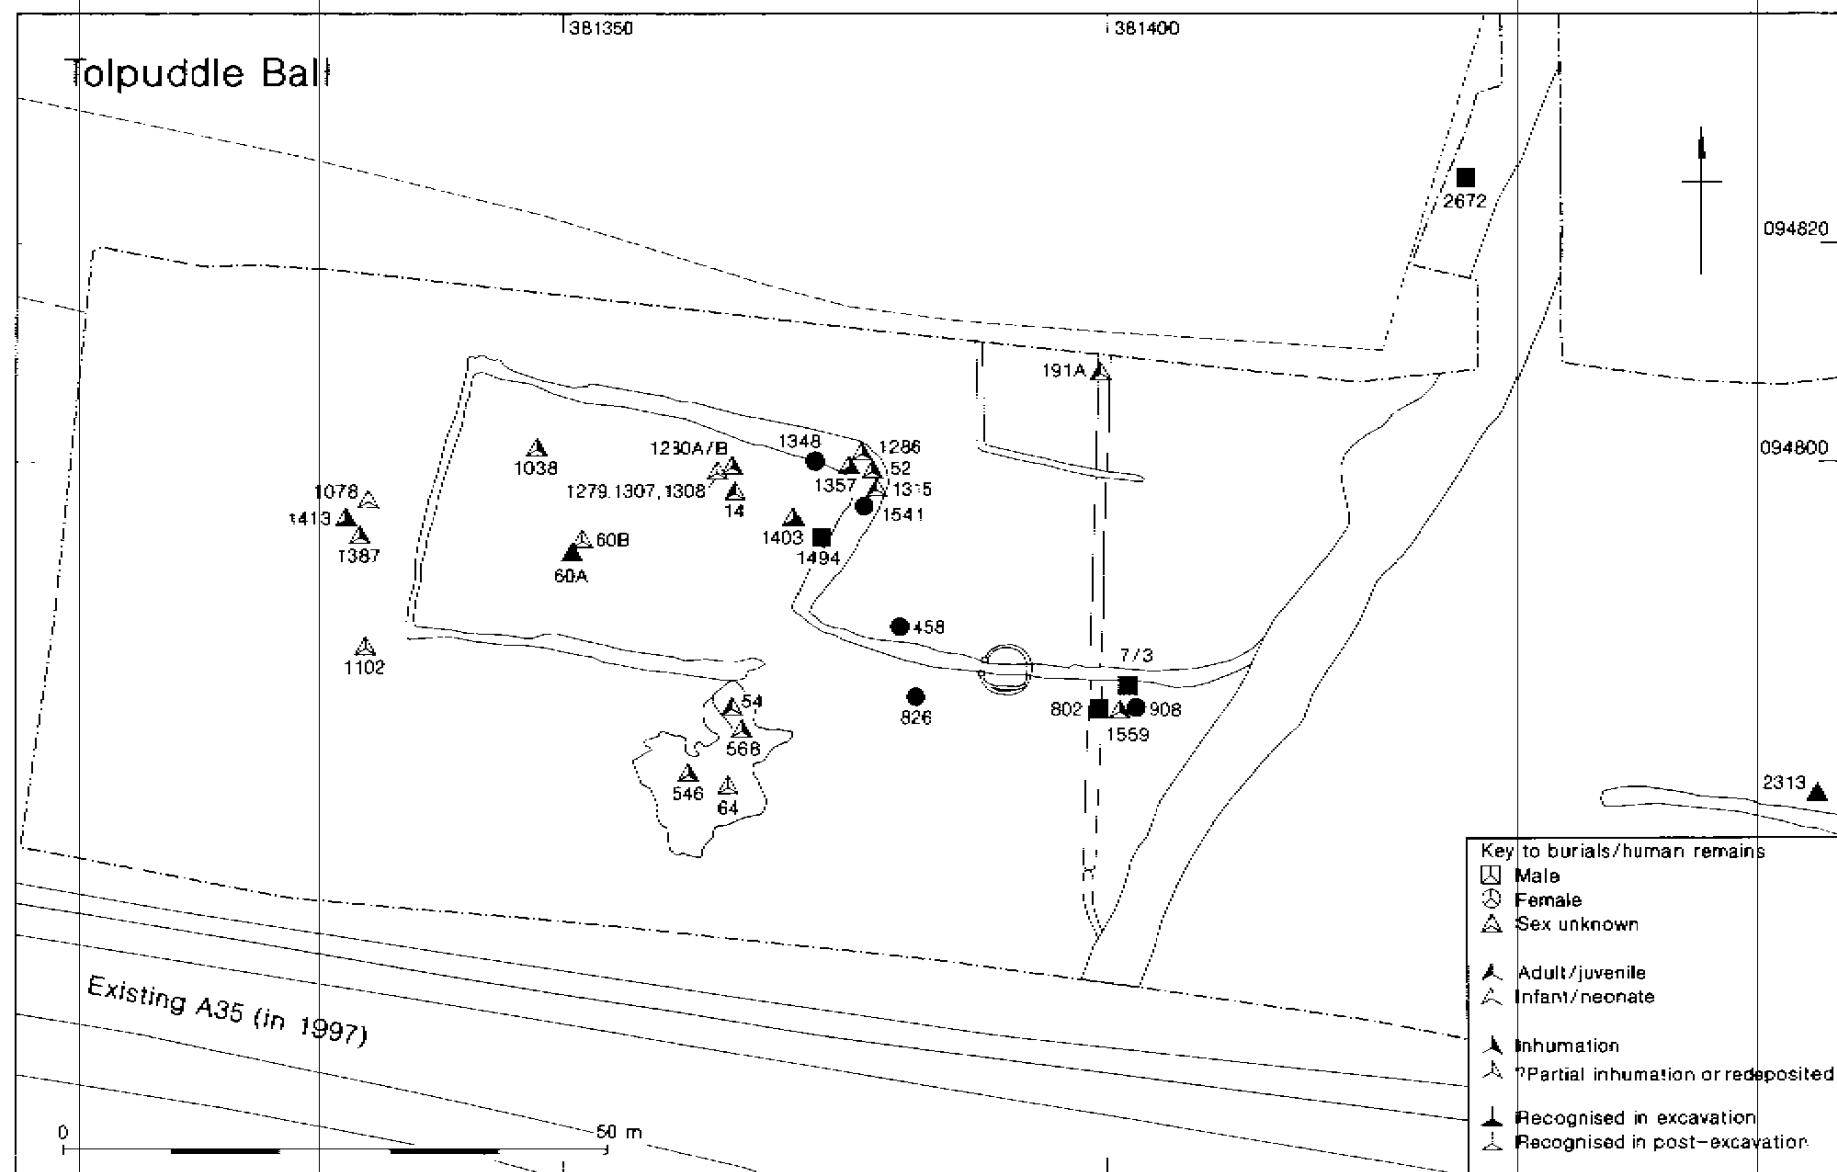 381350
381400
Tolpuddle Ball
2672
094820
191A
094800
1348
1286
1230A/B
52
1038
1357
1315
1279, 1307, 1308
1078
14
1541
1413
1403
1387
60B
1494
60A
458
7/3
1102
54
826
802
908
568
1559
546
64
2313
Key to burials/human remains
Male
Female
Sex unknown
Adult/juvenile
Infant/neonate
Inhumation
?Partial inhumation or redeposited
Recognised in excavation
Recognised in post-excavation
Existing A35 (in 1997)
0
50 m